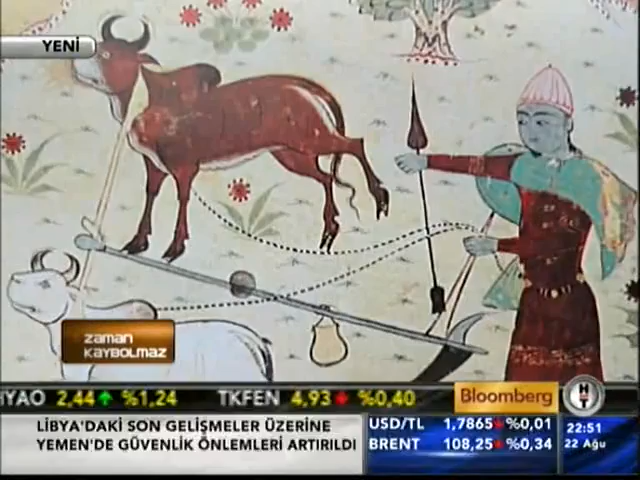 YENİ
zaman
KAYBOLMAZ
HYAO 2,44 %1,24 TKFEN 4,93 %0,40
Bloomberg
HT
LİBYA'DAKİ SON GELİŞMELER ÜZERİNE
YEMEN'DE GÜVENLİK ÖNLEMLERİ ARTIRILDI
USD/TL 1,7865 %0,01
BRENT 108,25 %0,34
22:51
22 Ağu